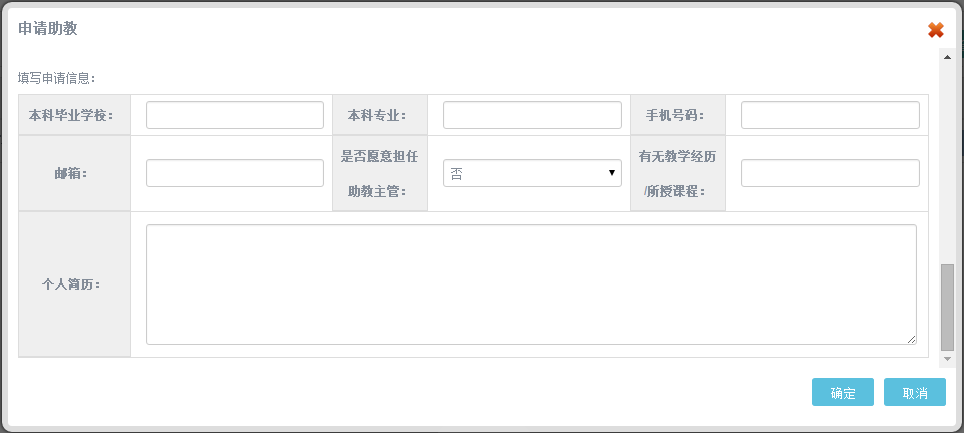 申请助教
填写申请信息：
本科毕业学校：
本科专业：
手机号码：
邮箱：
是否愿意担任
助教主管：
否
有无教学经历
/所授课程：
个人简历：
确定
取消